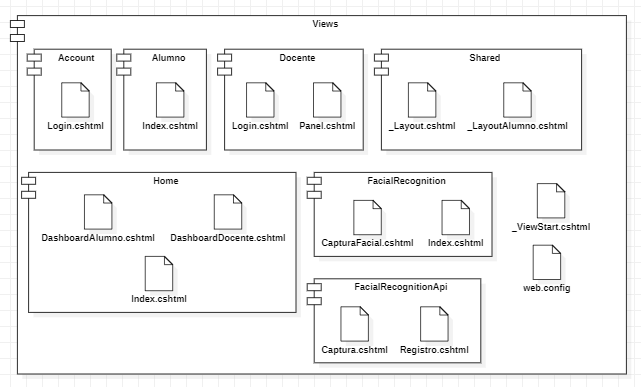 Views
Account
Login.cshtml
Alumno
Index.cshtml
Docente
Login.cshtml
Panel.cshtml
Shared
_Layout.cshtml
_LayoutAlumno.cshtml
Home
DashboardAlumno.cshtml
DashboardDocente.cshtml
Index.cshtml
FacialRecognition
CapturaFacial.cshtml
Index.cshtml
_ViewStart.cshtml
web.config
FacialRecognitionApi
Captura.cshtml
Registro.cshtml